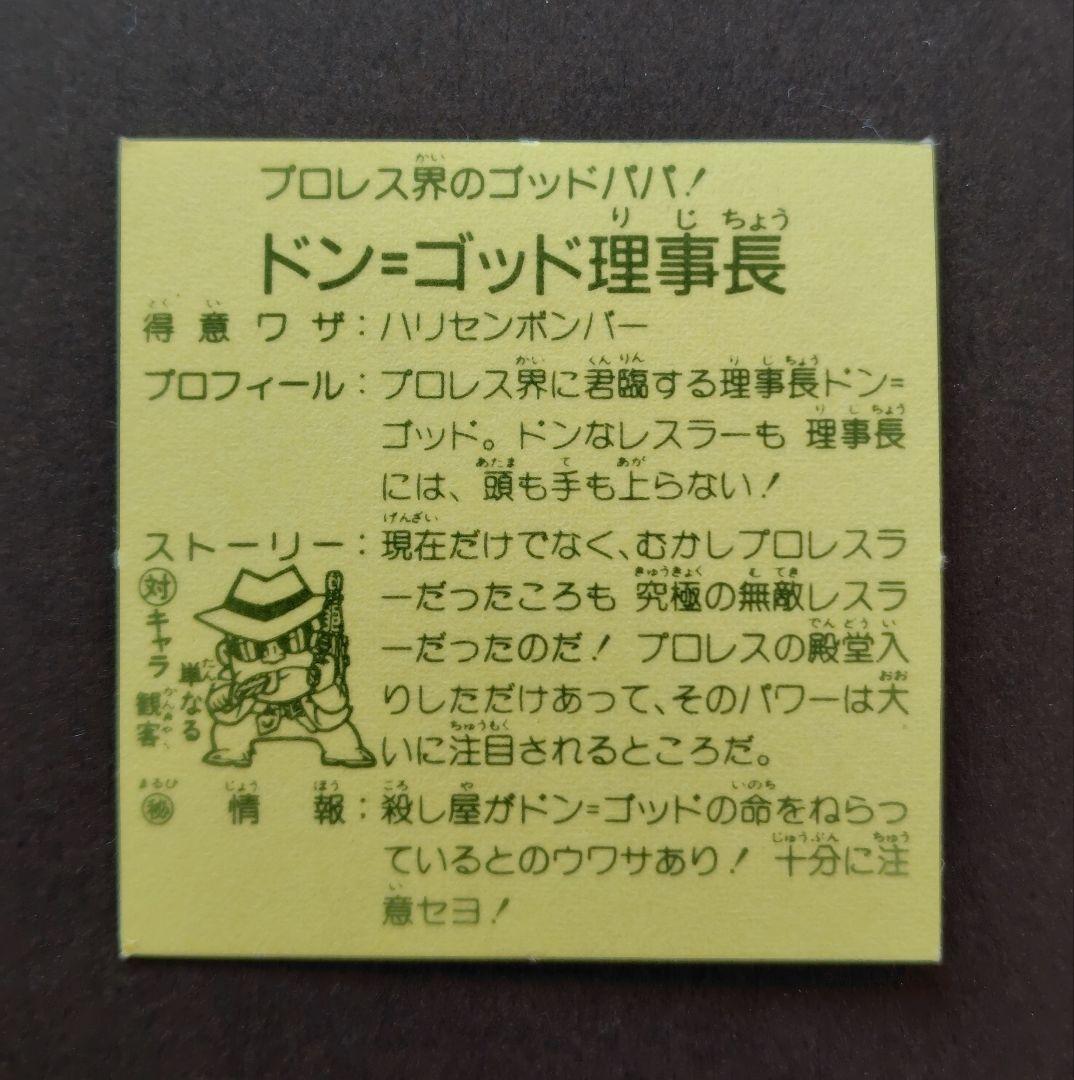 プロレス界のゴッドパパ!
ドン=ゴッド理事長
得意ワザ:ハリセンボンバー
プロフィール:プロレス界に君臨する理事長ドン=
ゴッド。ドンなレスラーも理事長
には、頭も手も上らない!
ストーリー:現在だけでなく、むかしプロレスラ
ーだったころも究極の無敵レスラ
ーだったのだ! プロレスの殿堂入
りしただけあって、そのパワーは大
いに注目されるところだ。
対キャラ
単なる
観客
㊙情報:殺し屋がドン=ゴッドの命をねらっ
ているとのウワサあり! 十分に注
意セヨ!